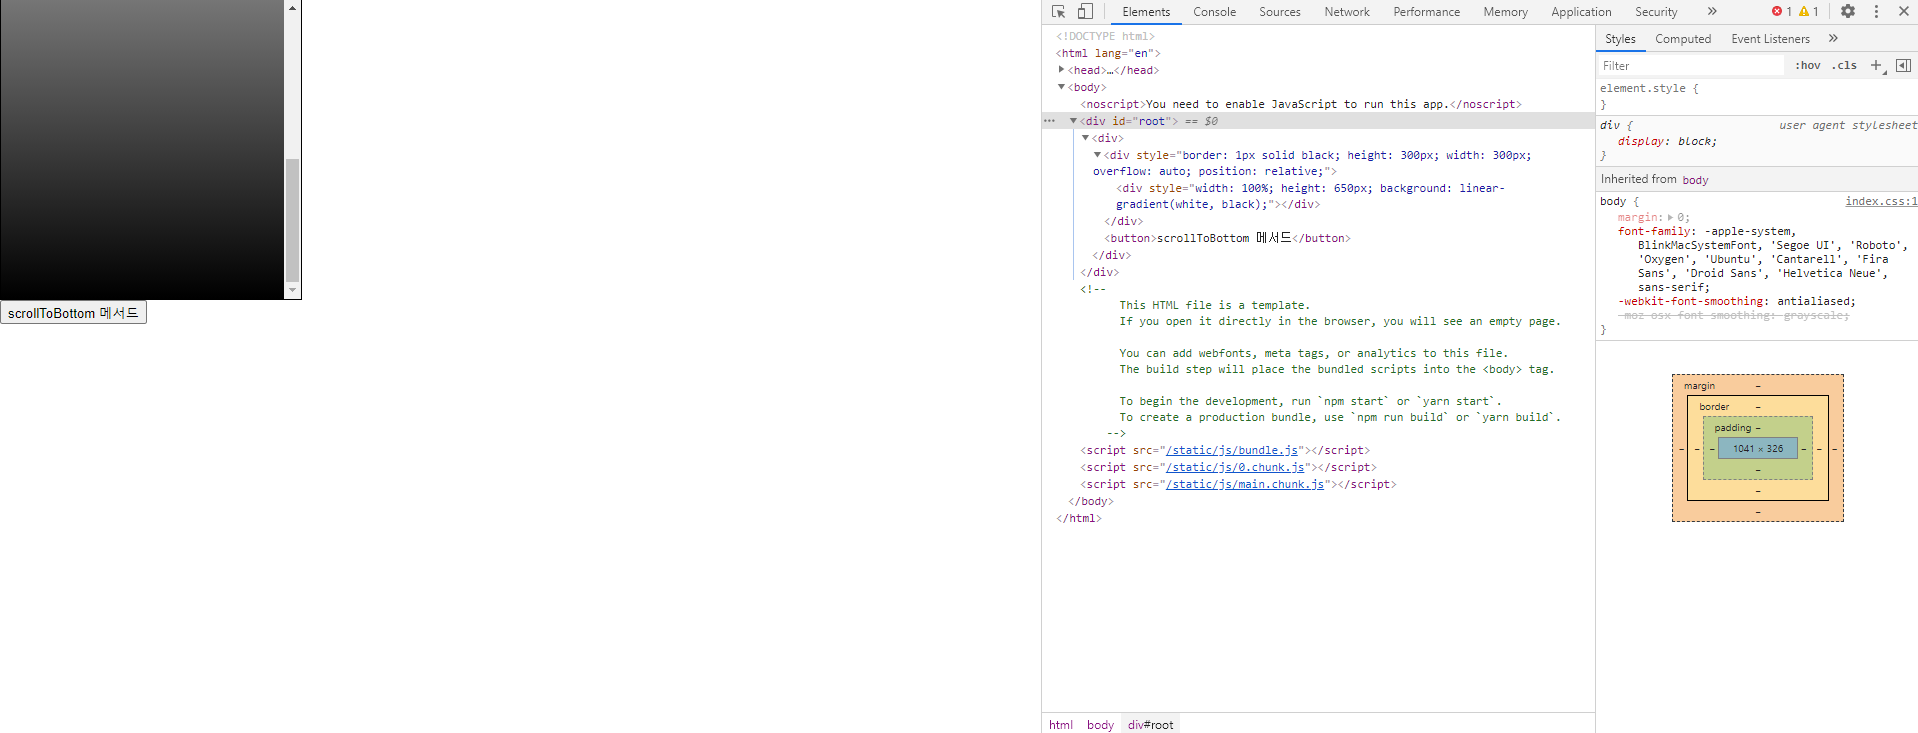 scrollToBottom 메서드
Elements Console Sources Network Performance Memory Application Security » 1 1
<!DOCTYPE html>
<html lang="en">
<head>…</head>
<body>
<noscript>You need to enable JavaScript to run this app.</noscript>
<div id="root"> == $0
<div>
<div style="border: 1px solid black; height: 300px; width: 300px;
overflow: auto; position: relative;">
<div style="width: 100%; height: 650px; background: linear-
gradient(white, black);"></div>
</div>
<button>scrollToBottom 메서드</button>
</div>
</div>
<!--
This HTML file is a template.
If you open it directly in the browser, you will see an empty page.
You can add webfonts, meta tags, or analytics to this file.
The build step will place the bundled scripts into the <body> tag.
To begin the development, run `npm start` or `yarn start`.
To create a production bundle, use `npm run build` or `yarn build`.
-->
<script src="/static/js/bundle.js"></script>
<script src="/static/js/0.chunk.js"></script>
<script src="/static/js/main.chunk.js"></script>
</body>
</html>
html body div#root
Styles Computed Event Listeners »
Filter :hov .cls +
element.style {
}
div { user agent stylesheet
display: block;
}
Inherited from body
body { index.css:1
margin: 0;
font-family: -apple-system,
BlinkMacSystemFont, 'Segoe UI', 'Roboto',
'Oxygen', 'Ubuntu', 'Cantarell', 'Fira
Sans', 'Droid Sans', 'Helvetica Neue',
sans-serif;
-webkit-font-smoothing: antialiased;
-moz-osx-font-smoothing: grayscale;
}
margin –
border –
padding –
– – – 1041 × 326 – – –
–
–
–